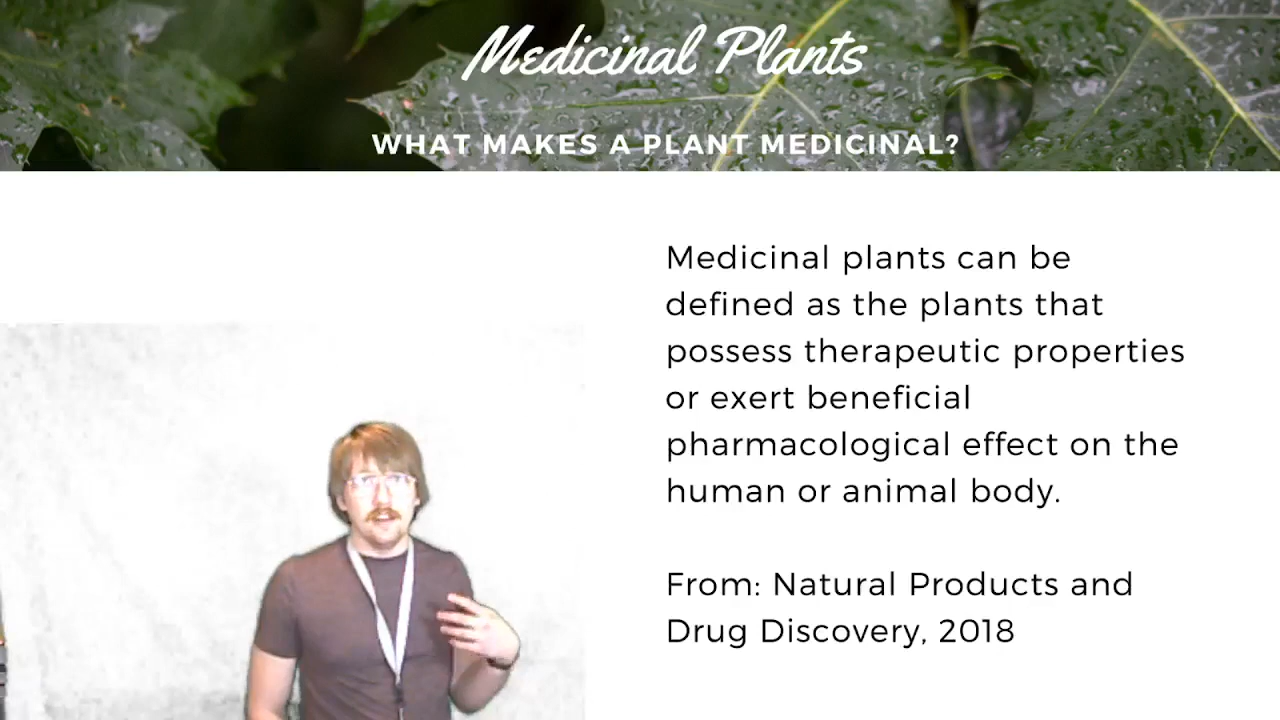 Medicinal Plants
WHAT MAKES A PLANT MEDICINAL?
Medicinal plants can be
defined as the plants that
possess therapeutic properties
or exert beneficial
pharmacological effect on the
human or animal body.
From: Natural Products and
Drug Discovery, 2018